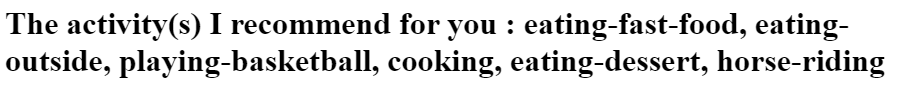 The activity(s) I recommend for you : eating-fast-food, eating-
outside, playing-basketball, cooking, eating-dessert, horse-riding